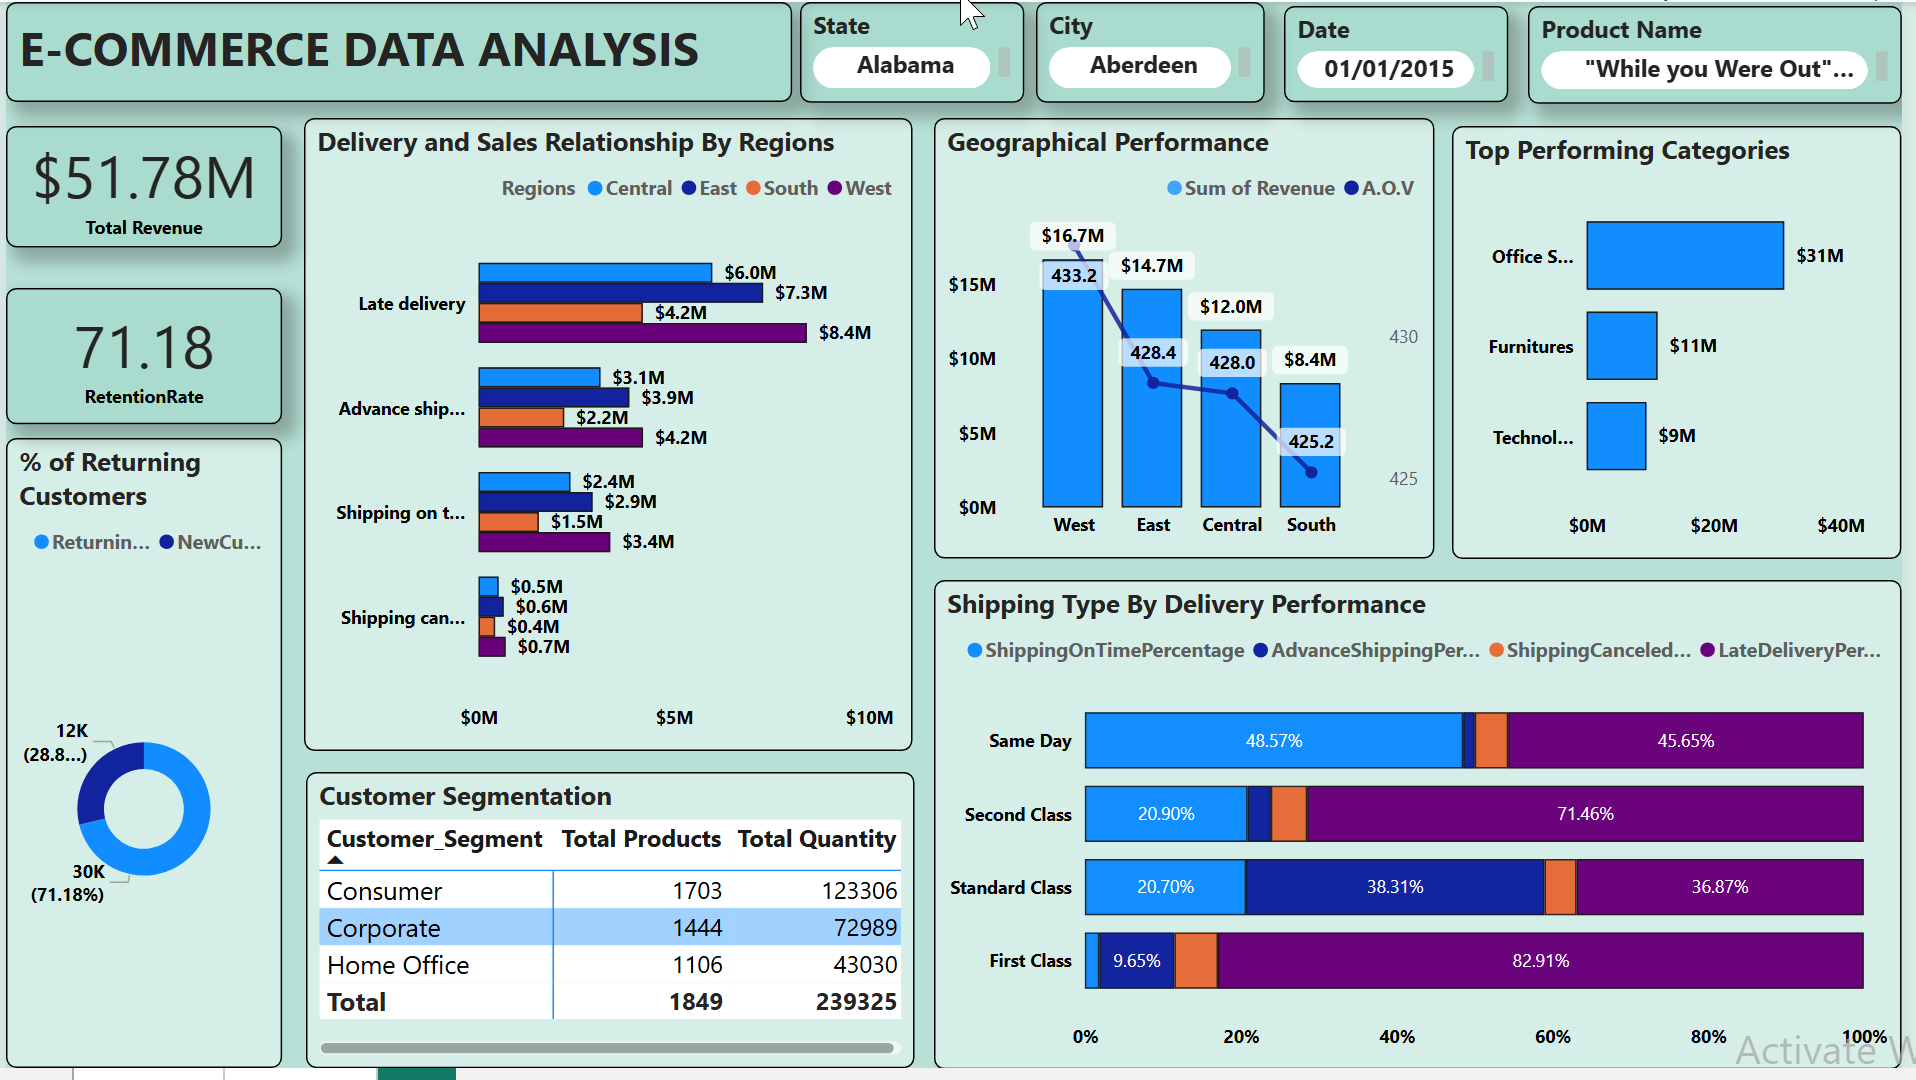 E-COMMERCE DATA ANALYSIS
State
Alabama
City
Aberdeen
Date
01/01/2015
Product Name
"While you Were Out"...
$51.78M
Total Revenue
71.18
RetentionRate
% of Returning
Customers
Returnin... NewCu...
12K
(28.8...)
30K
(71.18%)
Delivery and Sales Relationship By Regions
Regions Central East South West
Late delivery
$6.0M
$7.3M
$4.2M
$8.4M
Advance ship...
$3.1M
$3.9M
$2.2M
$4.2M
Shipping on t...
$2.4M
$2.9M
$1.5M
$3.4M
Shipping can...
$0.5M
$0.6M
$0.4M
$0.7M
$0M $5M $10M
Customer Segmentation
Customer_Segment Total Products Total Quantity
Consumer 1703 123306
Corporate 1444 72989
Home Office 1106 43030
Total 1849 239325
Geographical Performance
Sum of Revenue A.O.V
$16.7M
$14.7M
$12.0M
$8.4M
433.2
428.4
428.0
425.2
$15M
$10M
$5M
$0M
430
425
West East Central South
Top Performing Categories
Office S... $31M
Furnitures $11M
Technol... $9M
$0M $20M $40M
Shipping Type By Delivery Performance
ShippingOnTimePercentage AdvanceShippingPer... ShippingCanceled... LateDeliveryPer...
Same Day 48.57% 45.65%
Second Class 20.90% 71.46%
Standard Class 20.70% 38.31% 36.87%
First Class 9.65% 82.91%
0% 20% 40% 60% 80% 100%
Activate W